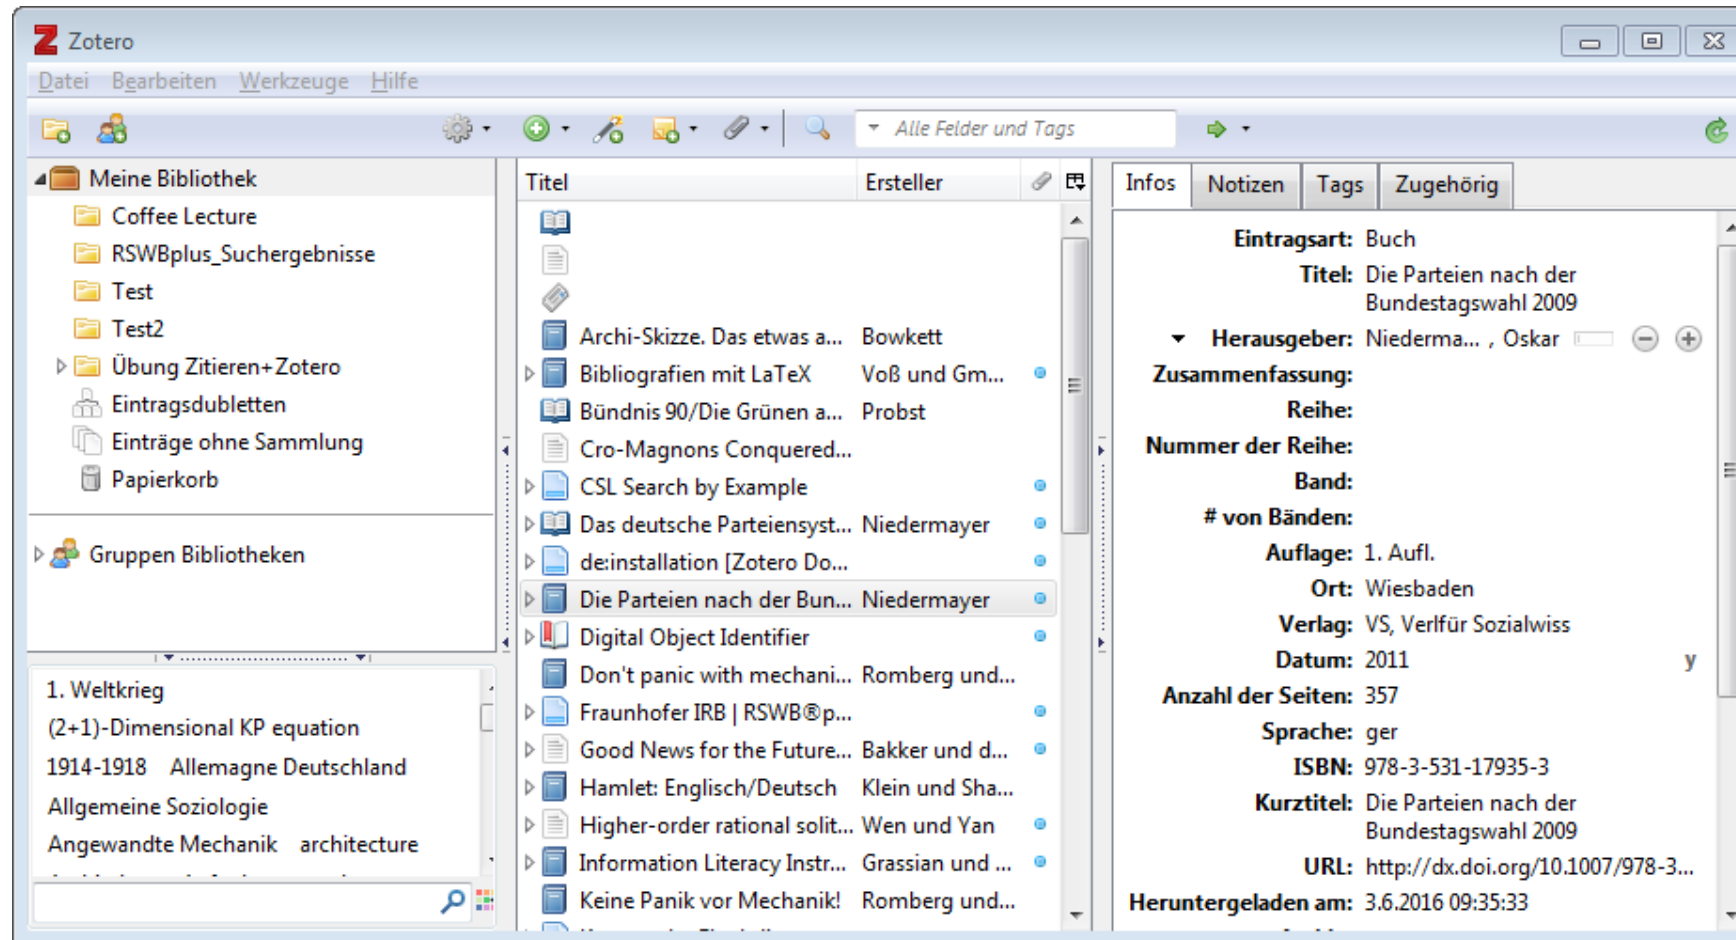 Zotero
Datei Bearbeiten Werkzeuge Hilfe
Alle Felder und Tags
Meine Bibliothek
Coffee Lecture
RSWBplus_Suchergebnisse
Test
Test2
Übung Zitieren+Zotero
Eintragsdubletten
Einträge ohne Sammlung
Papierkorb
Gruppen Bibliotheken
1. Weltkrieg
(2+1)-Dimensional KP equation
1914-1918 Allemagne Deutschland
Allgemeine Soziologie
Angewandte Mechanik architecture
Titel Ersteller
Archi-Skizze. Das etwas a... Bowkett
Bibliografien mit LaTeX Voß und Gm...
Bündnis 90/Die Grünen a... Probst
Cro-Magnons Conquered...
CSL Search by Example
Das deutsche Parteiensyst... Niedermayer
de:installation [Zotero Do...
Die Parteien nach der Bun... Niedermayer
Digital Object Identifier
Don't panic with mechani... Romberg und...
Fraunhofer IRB | RSWB®p...
Good News for the Future... Bakker und d...
Hamlet: Englisch/Deutsch Klein und Sha...
Higher-order rational solit... Wen und Yan
Information Literacy Instr... Grassian und ...
Keine Panik vor Mechanik! Romberg und...
Infos Notizen Tags Zugehörig
Eintragsart: Buch
Titel: Die Parteien nach der
Bundestagswahl 2009
Herausgeber: Niederma... , Oskar
Zusammenfassung:
Reihe:
Nummer der Reihe:
Band:
# von Bänden:
Auflage: 1. Aufl.
Ort: Wiesbaden
Verlag: VS, Verlfür Sozialwiss
Datum: 2011 y
Anzahl der Seiten: 357
Sprache: ger
ISBN: 978-3-531-17935-3
Kurztitel: Die Parteien nach der
Bundestagswahl 2009
URL: http://dx.doi.org/10.1007/978-3...
Heruntergeladen am: 3.6.2016 09:35:33